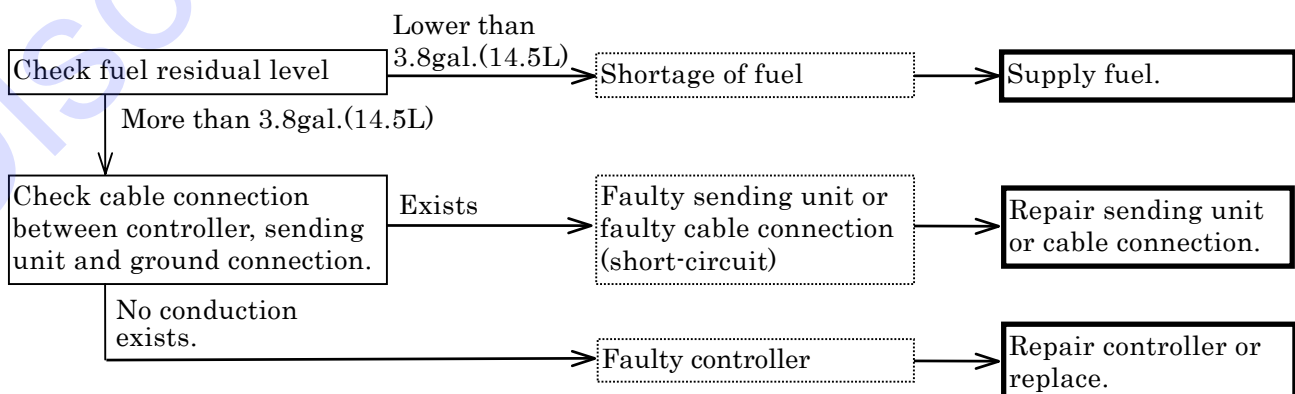 Lower than
3.8gal.(14.5L)
Check fuel residual level
Shortage of fuel
Supply fuel.
More than 3.8gal.(14.5L)
Check cable connection
between controller, sending
unit and ground connection.
Exists
Faulty sending unit or
faulty cable connection
(short-circuit)
Repair sending unit
or cable connection.
No conduction
exists.
Faulty controller
Repair controller or
replace.